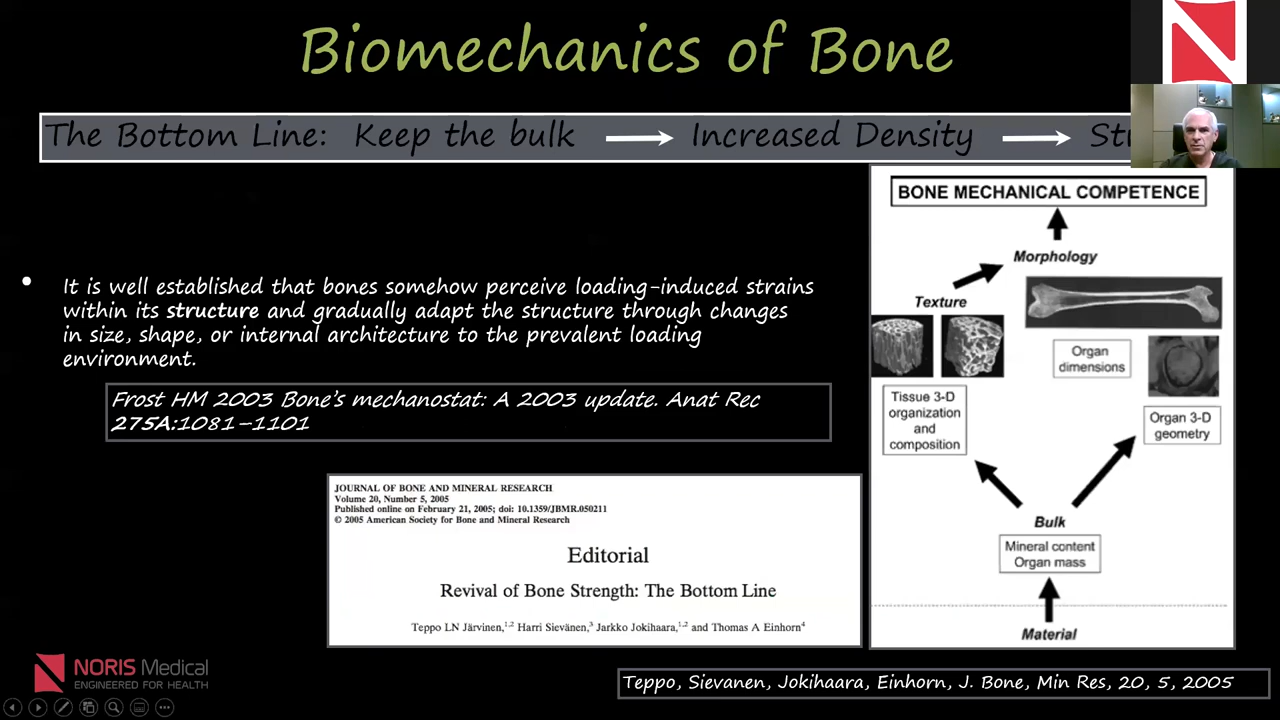 Biomechanics of Bone
The Bottom Line: Keep the bulk → Increased Density →
• It is well established that bones somehow perceive loading-induced strains
within its structure and gradually adapt the structure through changes
in size, shape, or internal architecture to the prevalent loading
environment.
Frost HM 2003 Bone's mechanostat: A 2003 update. Anat Rec
275A:1081–1101
JOURNAL OF BONE AND MINERAL RESEARCH
Volume 20, Number 5, 2005
Published online on February 21, 2005; doi: 10.1359/JBMR.050211
© 2005 American Society for Bone and Mineral Research
Editorial
Revival of Bone Strength: The Bottom Line
Teppo LN Järvinen,1,2 Harri Sievänen,3 Jarkko Jokihaara,1,2 and Thomas A Einhorn4
BONE MECHANICAL COMPETENCE
Morphology
Texture
Organ
dimensions
Tissue 3-D
organization
and
composition
Organ 3-D
geometry
Bulk
Mineral content
Organ mass
Material
NORIS Medical
ENGINEERED FOR HEALTH
Teppo, Sievanen, Jokihaara, Einhorn, J. Bone, Min Res, 20, 5, 2005